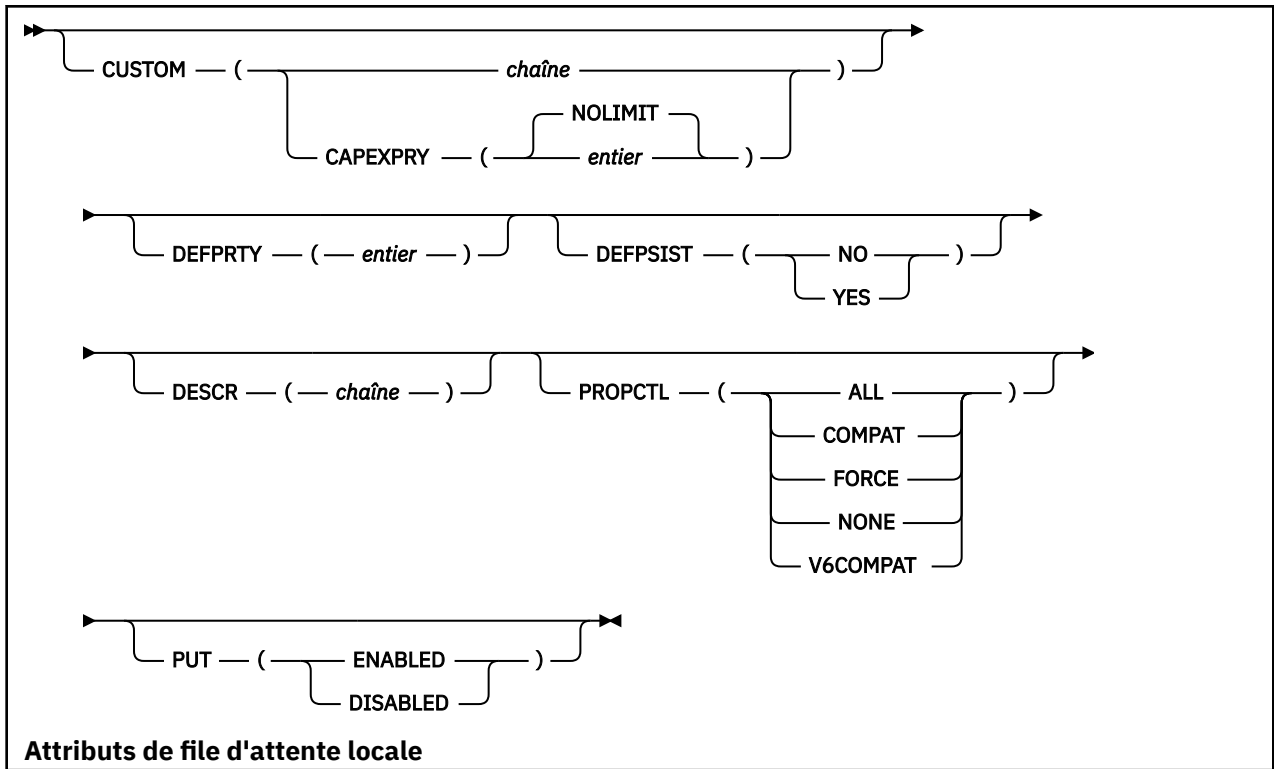 CUSTOM ( chaîne )
NOLIMIT
CAPEXPRY ( entier )
DEFPRTY ( entier ) DEFPSIST ( NO )
YES
DESCR ( chaîne ) PROPCTL ( ALL )
COMPAT
FORCE
NONE
V6COMPAT
PUT ( ENABLED )
DISABLED
Attributs de file d'attente locale